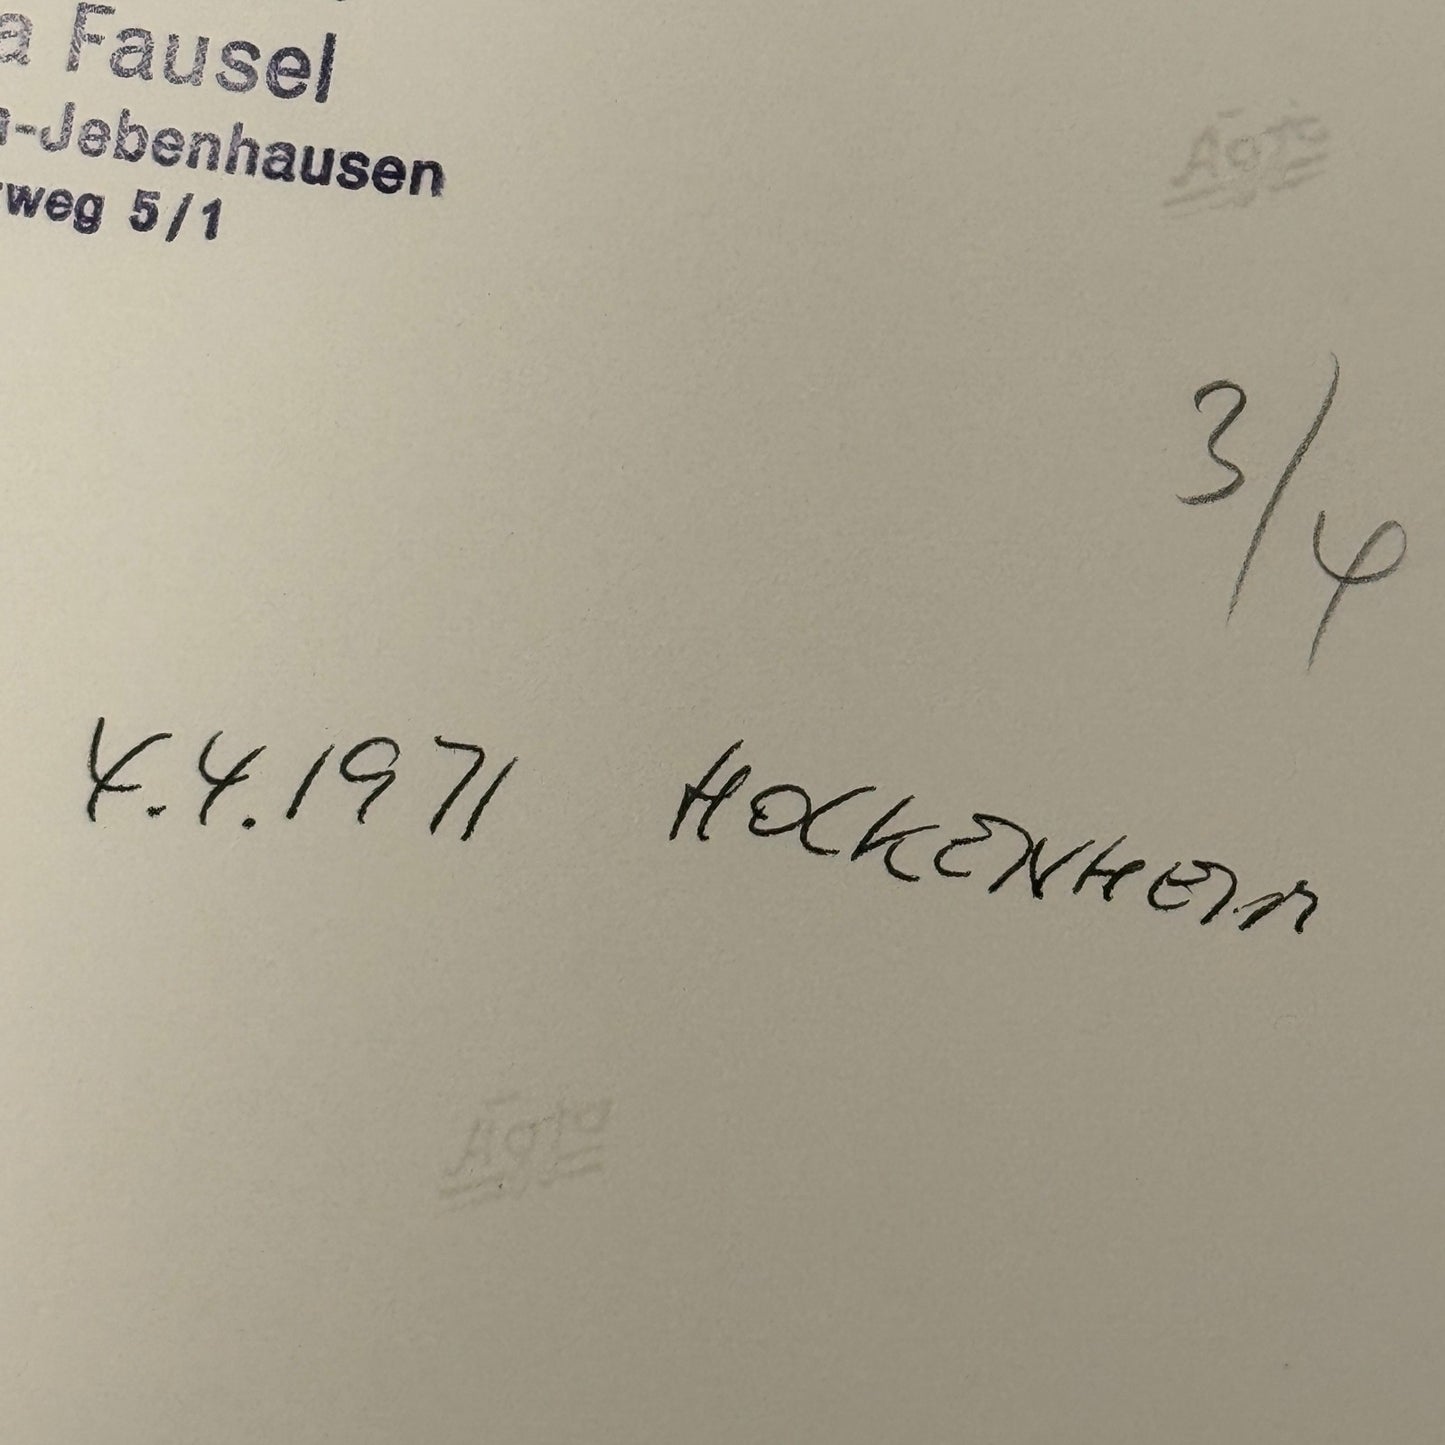 a Fausel
-Jebenhausen
weg 5/1
3/4
4.4.1971 HOCKENHEIM